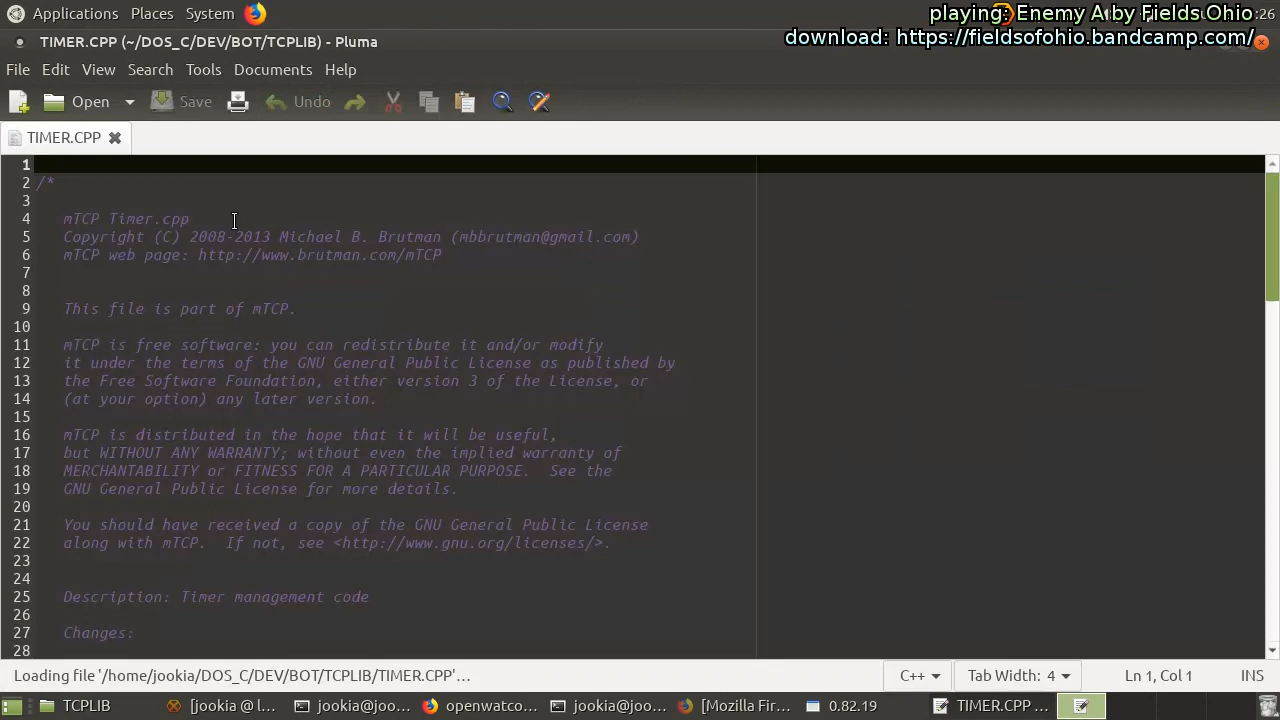 Applications Places System
playing: Enemy A by Fields Ohio
:26
download: https://fieldsofohio.bandcamp.com/
TIMER.CPP (~/DOS_C/DEV/BOT/TCPLIB) - Pluma
File Edit View Search Tools Documents Help
Open Save Undo
TIMER.CPP
1
2 /*
3
4 mTCP Timer.cpp
5 Copyright (C) 2008-2013 Michael B. Brutman (mbbrutman@gmail.com)
6 mTCP web page: http://www.brutman.com/mTCP
7
8
9 This file is part of mTCP.
10
11 mTCP is free software: you can redistribute it and/or modify
12 it under the terms of the GNU General Public License as published by
13 the Free Software Foundation, either version 3 of the License, or
14 (at your option) any later version.
15
16 mTCP is distributed in the hope that it will be useful,
17 but WITHOUT ANY WARRANTY; without even the implied warranty of
18 MERCHANTABILITY or FITNESS FOR A PARTICULAR PURPOSE.  See the
19 GNU General Public License for more details.
20
21 You should have received a copy of the GNU General Public License
22 along with mTCP.  If not, see <http://www.gnu.org/licenses/>.
23
24
25 Description: Timer management code
26
27 Changes:
28
Loading file '/home/jookia/DOS_C/DEV/BOT/TCPLIB/TIMER.CPP'... C++ Tab Width: 4 Ln 1, Col 1 INS
TCPLIB [jookia @ l... jookia@joo... openwatco... jookia@joo... [Mozilla Fir... 0.82.19 TIMER.CPP ...